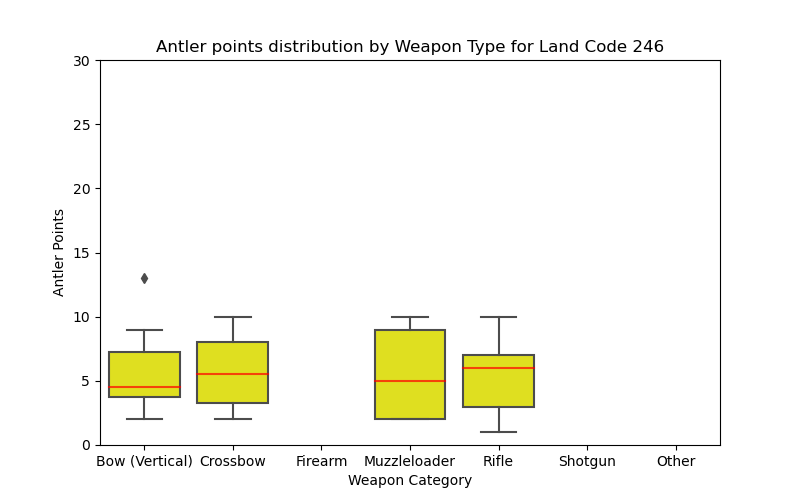 Antler points distribution by Weapon Type for Land Code 246
30
25
20
15
10
5
0
Antler Points
Bow (Vertical) Crossbow Firearm Muzzleloader Rifle Shotgun Other
Weapon Category